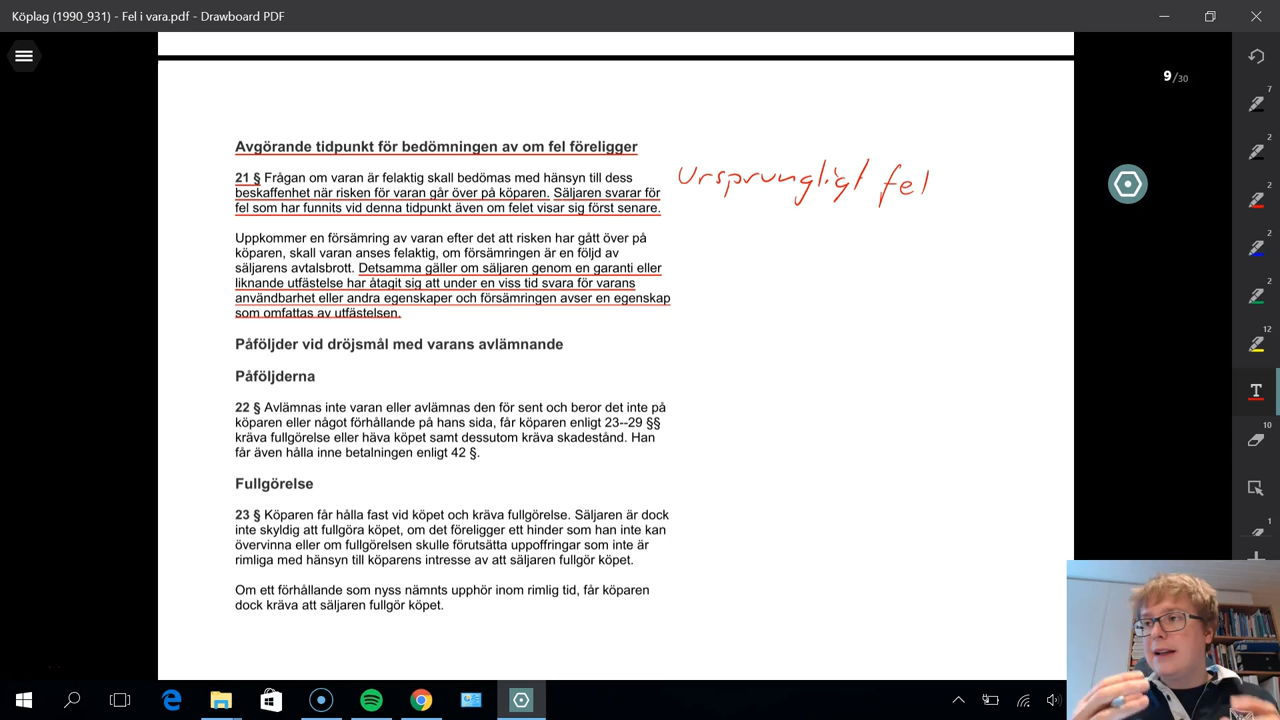 Köplag (1990_931) - Fel i vara.pdf - Drawboard PDF
9/30
Avgörande tidpunkt för bedömningen av om fel föreligger
21 § Frågan om varan är felaktig skall bedömas med hänsyn till dess
beskaffenhet när risken för varan går över på köparen. Säljaren svarar för
fel som har funnits vid denna tidpunkt även om felet visar sig först senare.
ursprungligt fel
Uppkommer en försämring av varan efter det att risken har gått över på
köparen, skall varan anses felaktig, om försämringen är en följd av
säljarens avtalsbrott. Detsamma gäller om säljaren genom en garanti eller
liknande utfästelse har åtagit sig att under en viss tid svara för varans
användbarhet eller andra egenskaper och försämringen avser en egenskap
som omfattas av utfästelsen.
Påföljder vid dröjsmål med varans avlämnande
Påföljderna
22 § Avlämnas inte varan eller avlämnas den för sent och beror det inte på
köparen eller något förhållande på hans sida, får köparen enligt 23--29 §§
kräva fullgörelse eller häva köpet samt dessutom kräva skadestånd. Han
får även hålla inne betalningen enligt 42 §.
Fullgörelse
23 § Köparen får hålla fast vid köpet och kräva fullgörelse. Säljaren är dock
inte skyldig att fullgöra köpet, om det föreligger ett hinder som han inte kan
övervinna eller om fullgörelsen skulle förutsätta uppoffringar som inte är
rimliga med hänsyn till köparens intresse av att säljaren fullgör köpet.
Om ett förhållande som nyss nämnts upphör inom rimlig tid, får köparen
dock kräva att säljaren fullgör köpet.
7
2
2
2
2
12
T
10